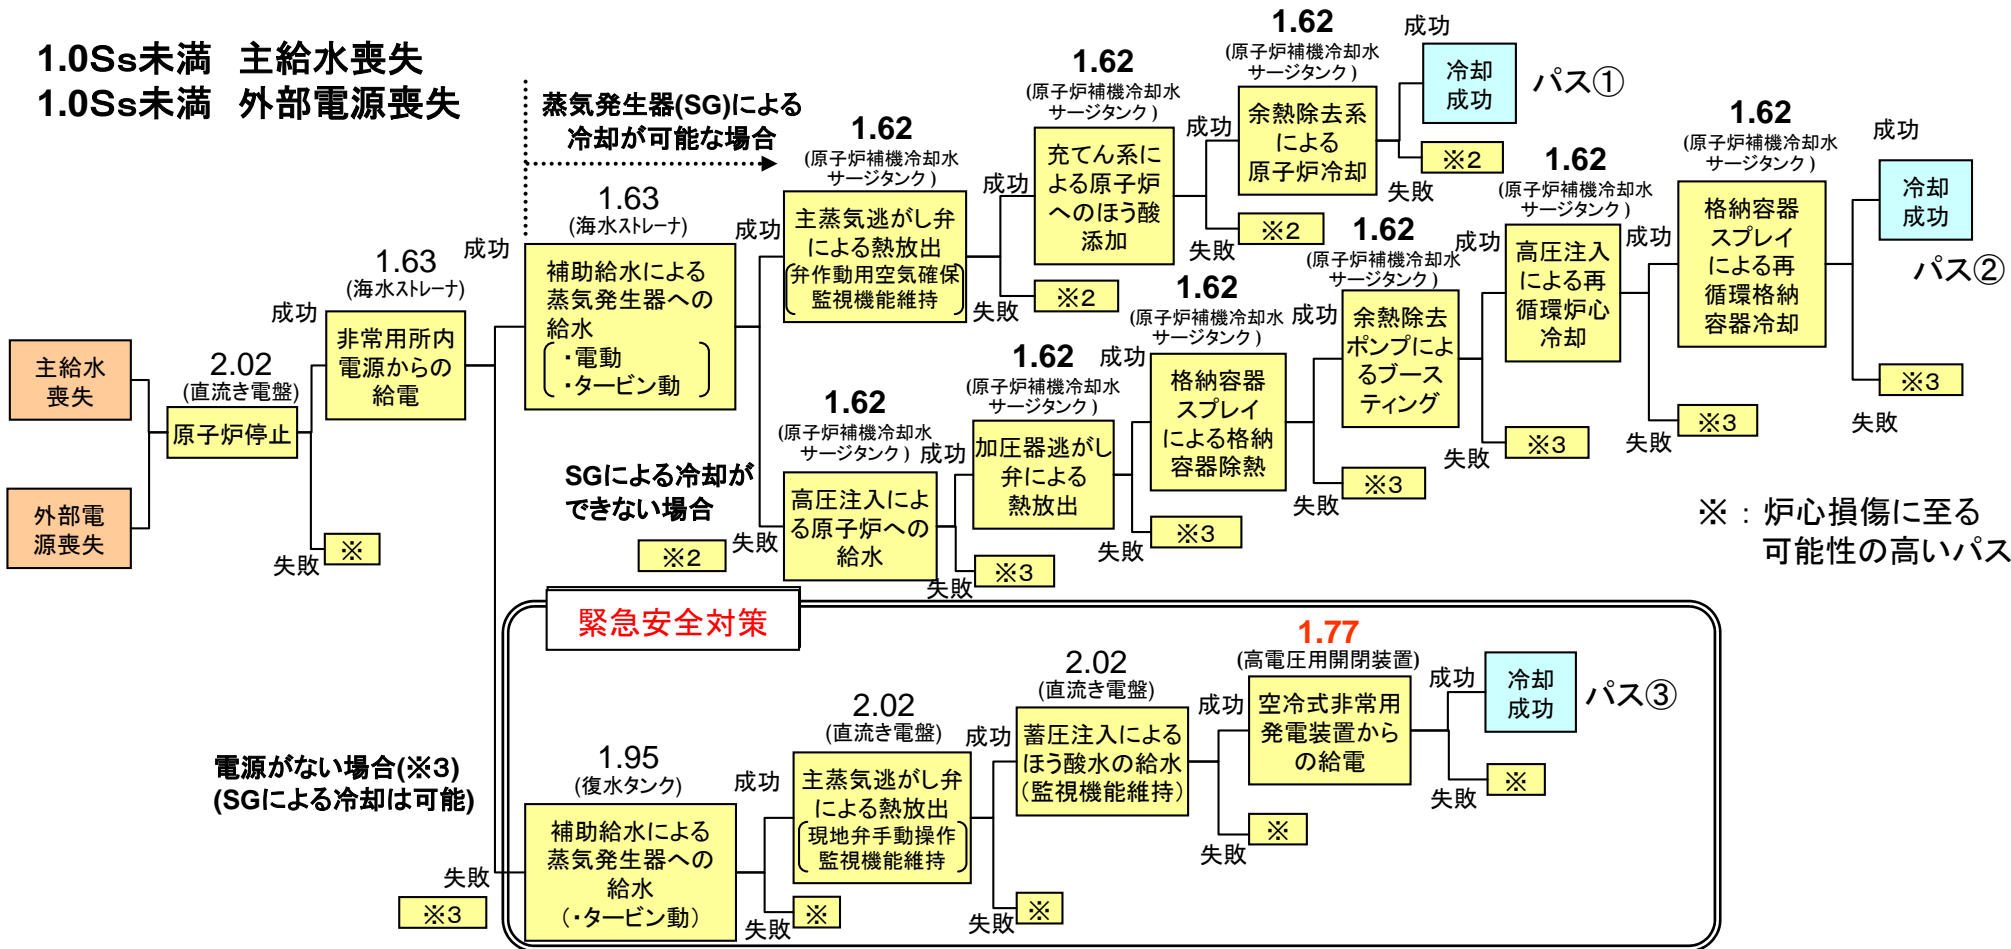 1.0Ss未満 主給水喪失
1.0Ss未満 外部電源喪失
蒸気発生器(SG)による
冷却が可能な場合
主給水
喪失
外部電
源喪失
2.02
(直流き電盤)
原子炉停止
成功
失敗
※
1.63
(海水ストレーナ)
非常用所内
電源からの
給電
成功
1.63
(海水ストレーナ)
補助給水による
蒸気発生器への
給水
・電動
・タービン動
成功
1.62
(原子炉補機冷却水
サージタンク)
主蒸気逃がし弁
による熱放出
弁作動用空気確保
監視機能維持
成功
失敗
※2
1.62
(原子炉補機冷却水
サージタンク)
充てん系に
よる原子炉
へのほう酸
添加
成功
失敗
※2
1.62
(原子炉補機冷却水
サージタンク)
余熱除去系
による
原子炉冷却
成功
失敗
※2
冷却
成功
パス①
SGによる冷却が
できない場合
※2
失敗
1.62
(原子炉補機冷却水
サージタンク)
高圧注入によ
る原子炉への
給水
成功
失敗
※3
1.62
(原子炉補機冷却水
サージタンク)
加圧器逃がし
弁による
熱放出
成功
失敗
※3
1.62
(原子炉補機冷却水
サージタンク)
格納容器
スプレイ
による格納
容器除熱
成功
失敗
※3
1.62
(原子炉補機冷却水
サージタンク)
余熱除去
ポンプによ
るブース
ティング
成功
失敗
※3
1.62
(原子炉補機冷却水
サージタンク)
高圧注入
による再
循環炉心
冷却
成功
失敗
※3
1.62
(原子炉補機冷却水
サージタンク)
格納容器
スプレイ
による再
循環格納
容器冷却
成功
失敗
※3
冷却
成功
パス②
※:炉心損傷に至る
可能性の高いパス
緊急安全対策
電源がない場合(※3)
(SGによる冷却は可能)
失敗
※3
1.95
(復水タンク)
補助給水による
蒸気発生器への
給水
(・タービン動)
成功
失敗
※
2.02
(直流き電盤)
主蒸気逃がし弁
による熱放出
現地弁手動操作
監視機能維持
成功
失敗
※
2.02
(直流き電盤)
蓄圧注入による
ほう酸水の給水
(監視機能維持)
成功
失敗
※
1.77
(高電圧用開閉装置)
空冷式非常用
発電装置から
の給電
成功
失敗
※
冷却
成功
パス③